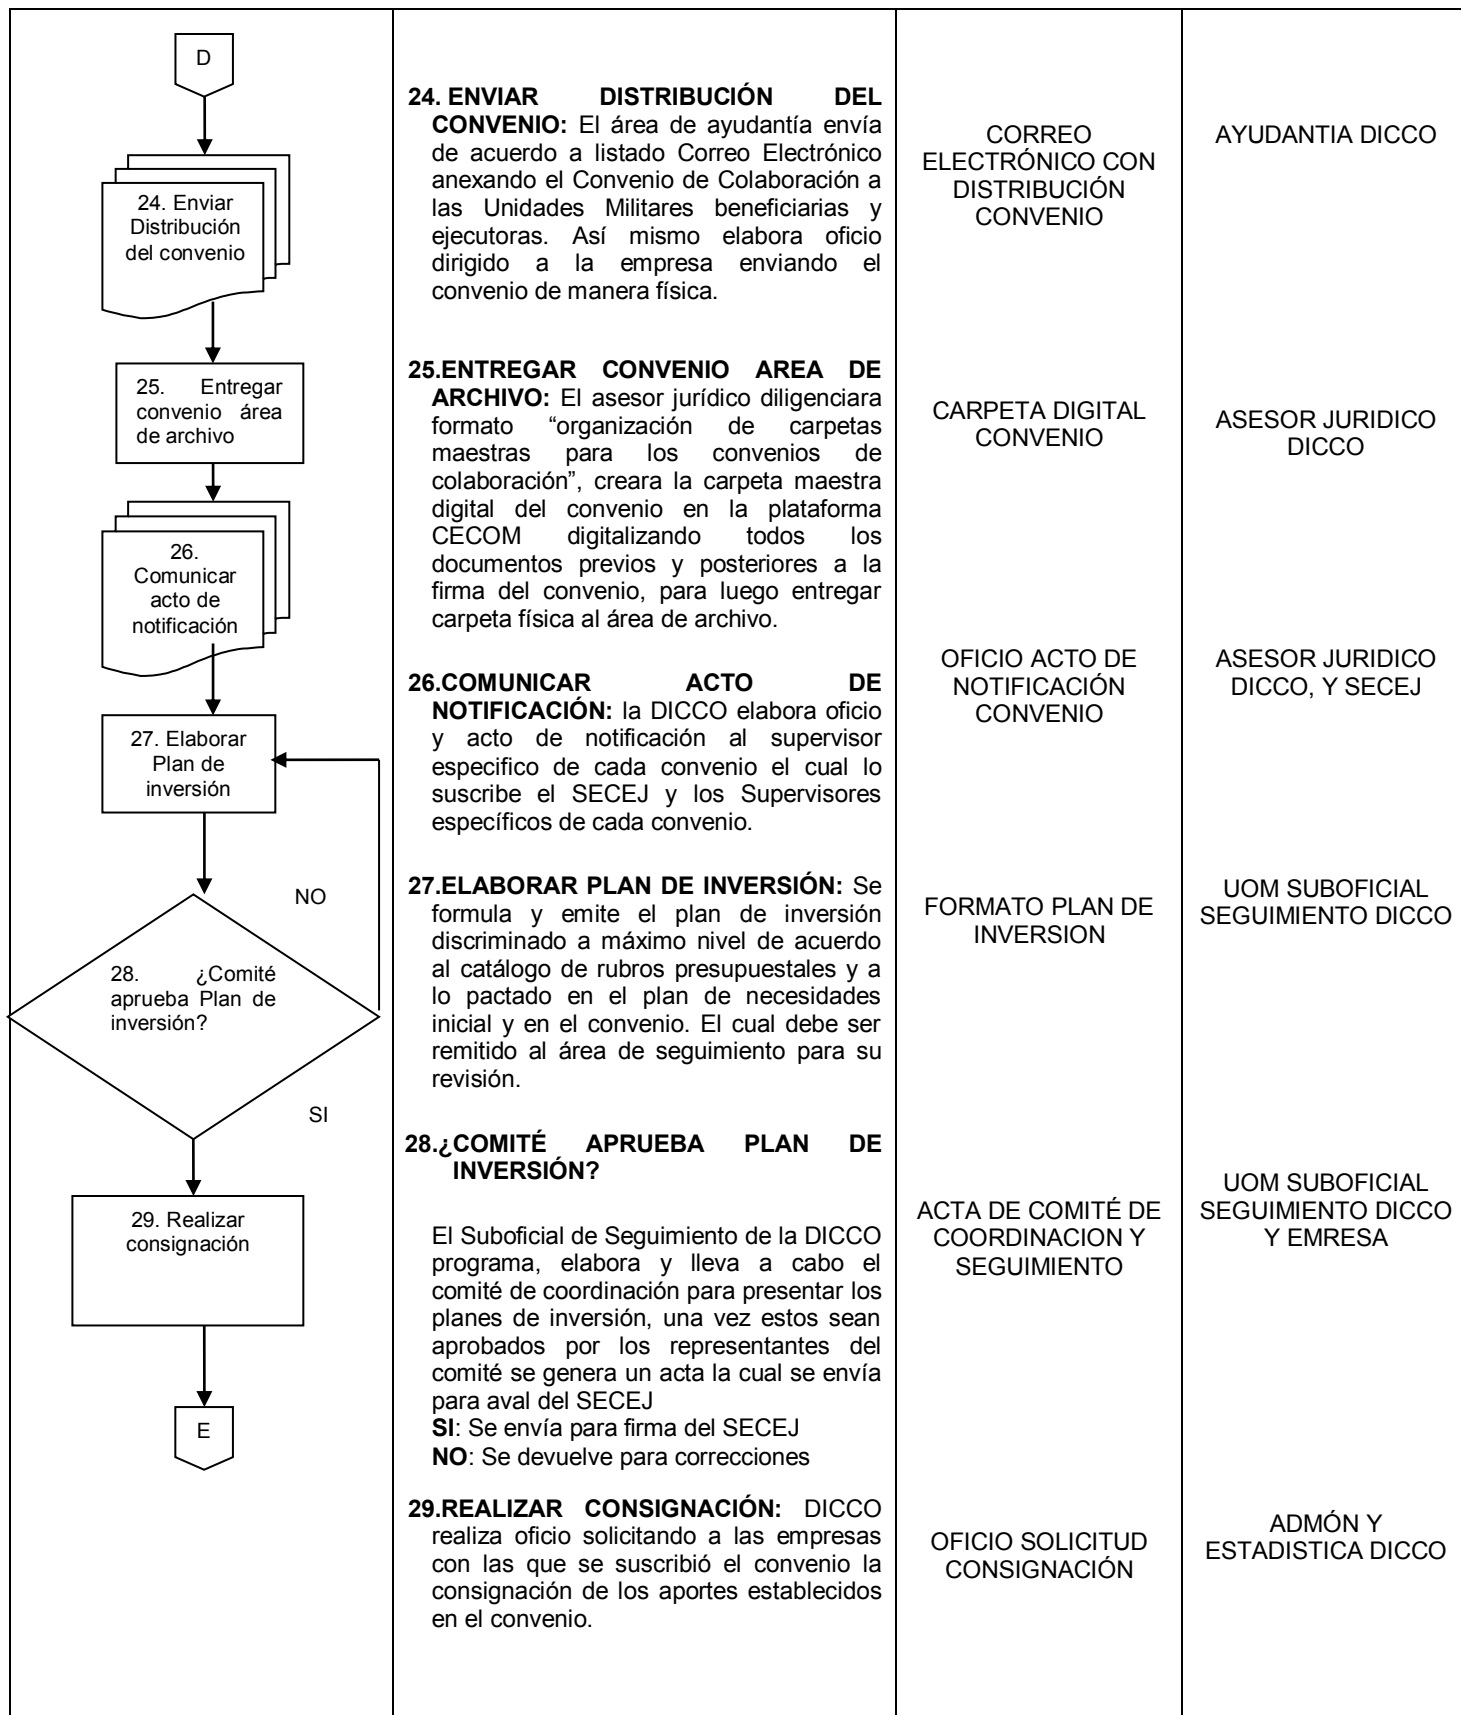 D
24. Enviar
Distribución
del convenio
25. Entregar
convenio área
de archivo
26.
Comunicar
acto de
notificación
27. Elaborar
Plan de
inversión
NO
28. ¿Comité
aprueba Plan de
inversión?
SI
29. Realizar
consignación
E
24. ENVIAR DISTRIBUCIÓN DEL
CONVENIO: El área de ayudantía envía
de acuerdo a listado Correo Electrónico
anexando el Convenio de Colaboración a
las Unidades Militares beneficiarias y
ejecutoras. Así mismo elabora oficio
dirigido a la empresa enviando el
convenio de manera física.
25.ENTREGAR CONVENIO AREA DE
ARCHIVO: El asesor jurídico diligenciara
formato “organización de carpetas
maestras para los convenios de
colaboración”, creara la carpeta maestra
digital del convenio en la plataforma
CECOM digitalizando todos los
documentos previos y posteriores a la
firma del convenio, para luego entregar
carpeta física al área de archivo.
26.COMUNICAR ACTO DE
NOTIFICACIÓN: la DICCO elabora oficio
y acto de notificación al supervisor
especifico de cada convenio el cual lo
suscribe el SECEJ y los Supervisores
específicos de cada convenio.
27.ELABORAR PLAN DE INVERSIÓN: Se
formula y emite el plan de inversión
discriminado a máximo nivel de acuerdo
al catálogo de rubros presupuestales y a
lo pactado en el plan de necesidades
inicial y en el convenio. El cual debe ser
remitido al área de seguimiento para su
revisión.
28.¿COMITÉ APRUEBA PLAN DE
INVERSIÓN?
El Suboficial de Seguimiento de la DICCO
programa, elabora y lleva a cabo el
comité de coordinación para presentar los
planes de inversión, una vez estos sean
aprobados por los representantes del
comité se genera un acta la cual se envía
para aval del SECEJ
SI: Se envía para firma del SECEJ
NO: Se devuelve para correcciones
29.REALIZAR CONSIGNACIÓN: DICCO
realiza oficio solicitando a las empresas
con las que se suscribió el convenio la
consignación de los aportes establecidos
en el convenio.
CORREO
ELECTRÓNICO CON
DISTRIBUCIÓN
CONVENIO
CARPETA DIGITAL
CONVENIO
OFICIO ACTO DE
NOTIFICACIÓN
CONVENIO
FORMATO PLAN DE
INVERSION
ACTA DE COMITÉ DE
COORDINACION Y
SEGUIMIENTO
OFICIO SOLICITUD
CONSIGNACIÓN
AYUDANTIA DICCO
ASESOR JURIDICO
DICCO
ASESOR JURIDICO
DICCO, Y SECEJ
UOM SUBOFICIAL
SEGUIMIENTO DICCO
UOM SUBOFICIAL
SEGUIMIENTO DICCO
Y EMRESA
ADMÓN Y
ESTADISTICA DICCO